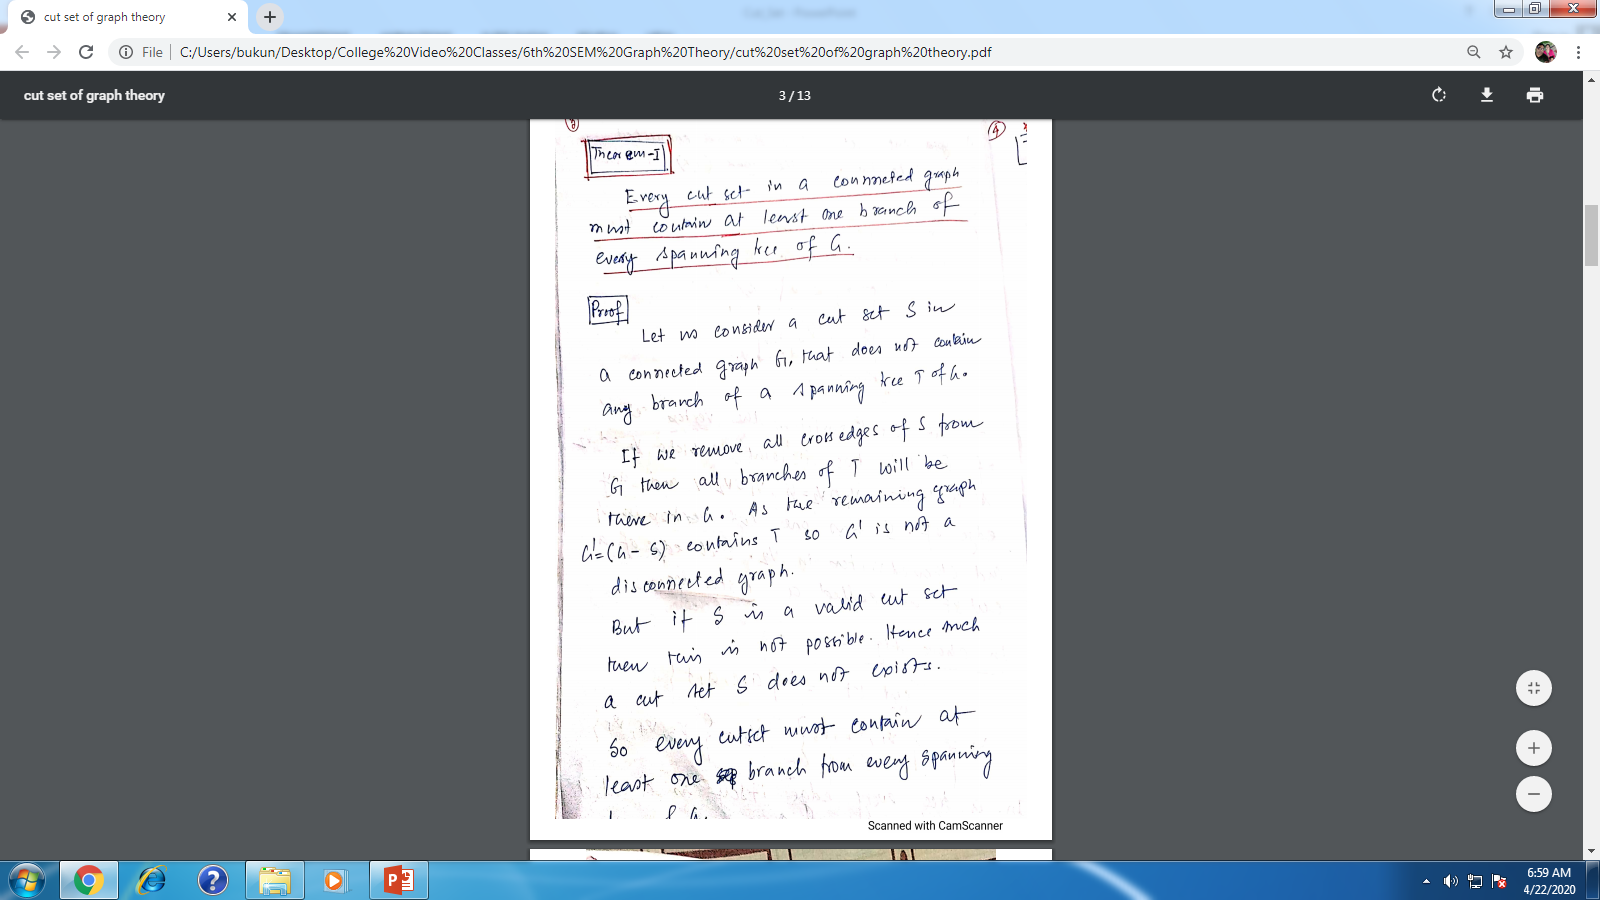 Cut_Set - PowerPoint
cut set of graph theory
File C:/Users/bukun/Desktop/College%20Video%20Classes/6th%20SEM%20Graph%20Theory/cut%20set%20of%20graph%20theory.pdf
cut set of graph theory 3 / 13
Theorem-I
Every cut set in a connected graph
must contain at least one branch of
every spanning tree of G.
Proof
Let us consider a cut set S in
a connected graph G, that does not contain
any branch of a spanning tree T of G.
If we remove all cross edges of S from
G then all branches of T will be
there in G. As the remaining graph
G'=(G-S) contains T so G' is not a
disconnected graph.
But if S is a valid cut set
then this is not possible. Hence such
a cut set S does not exists.
So every cutset must contain at
least one branch from every spanning
of G.
Scanned with CamScanner
6:59 AM
4/22/2020